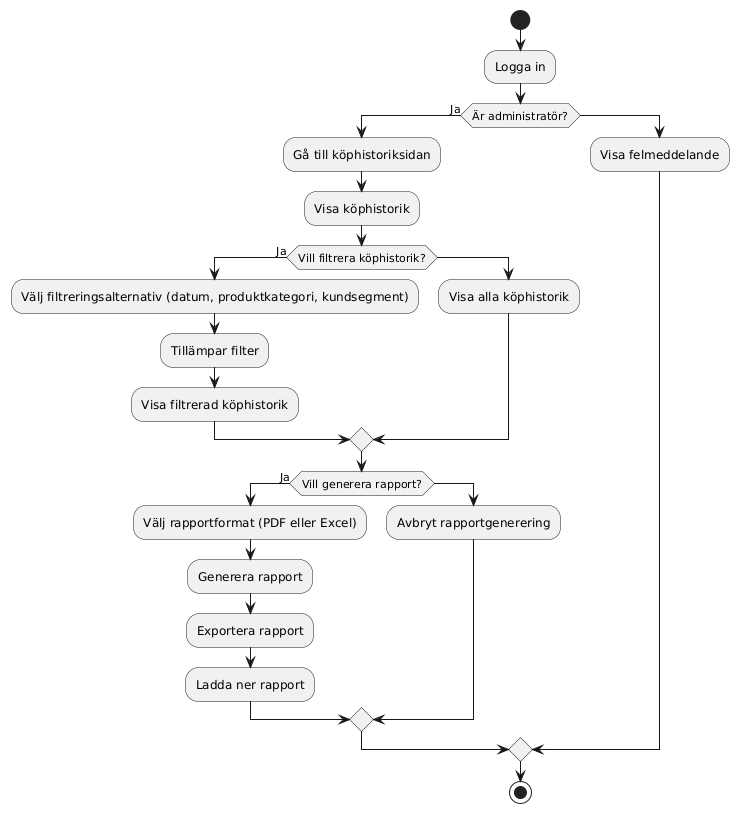 Logga in
Ja
Är administratör?
Gå till köphistoriksidan
Visa felmeddelande
Visa köphistorik
Ja
Vill filtrera köphistorik?
Välj filtreringsalternativ (datum, produktkategori, kundsegment)
Visa alla köphistorik
Tillämpar filter
Visa filtrerad köphistorik
Ja
Vill generera rapport?
Välj rapportformat (PDF eller Excel)
Avbryt rapportgenerering
Generera rapport
Exportera rapport
Ladda ner rapport